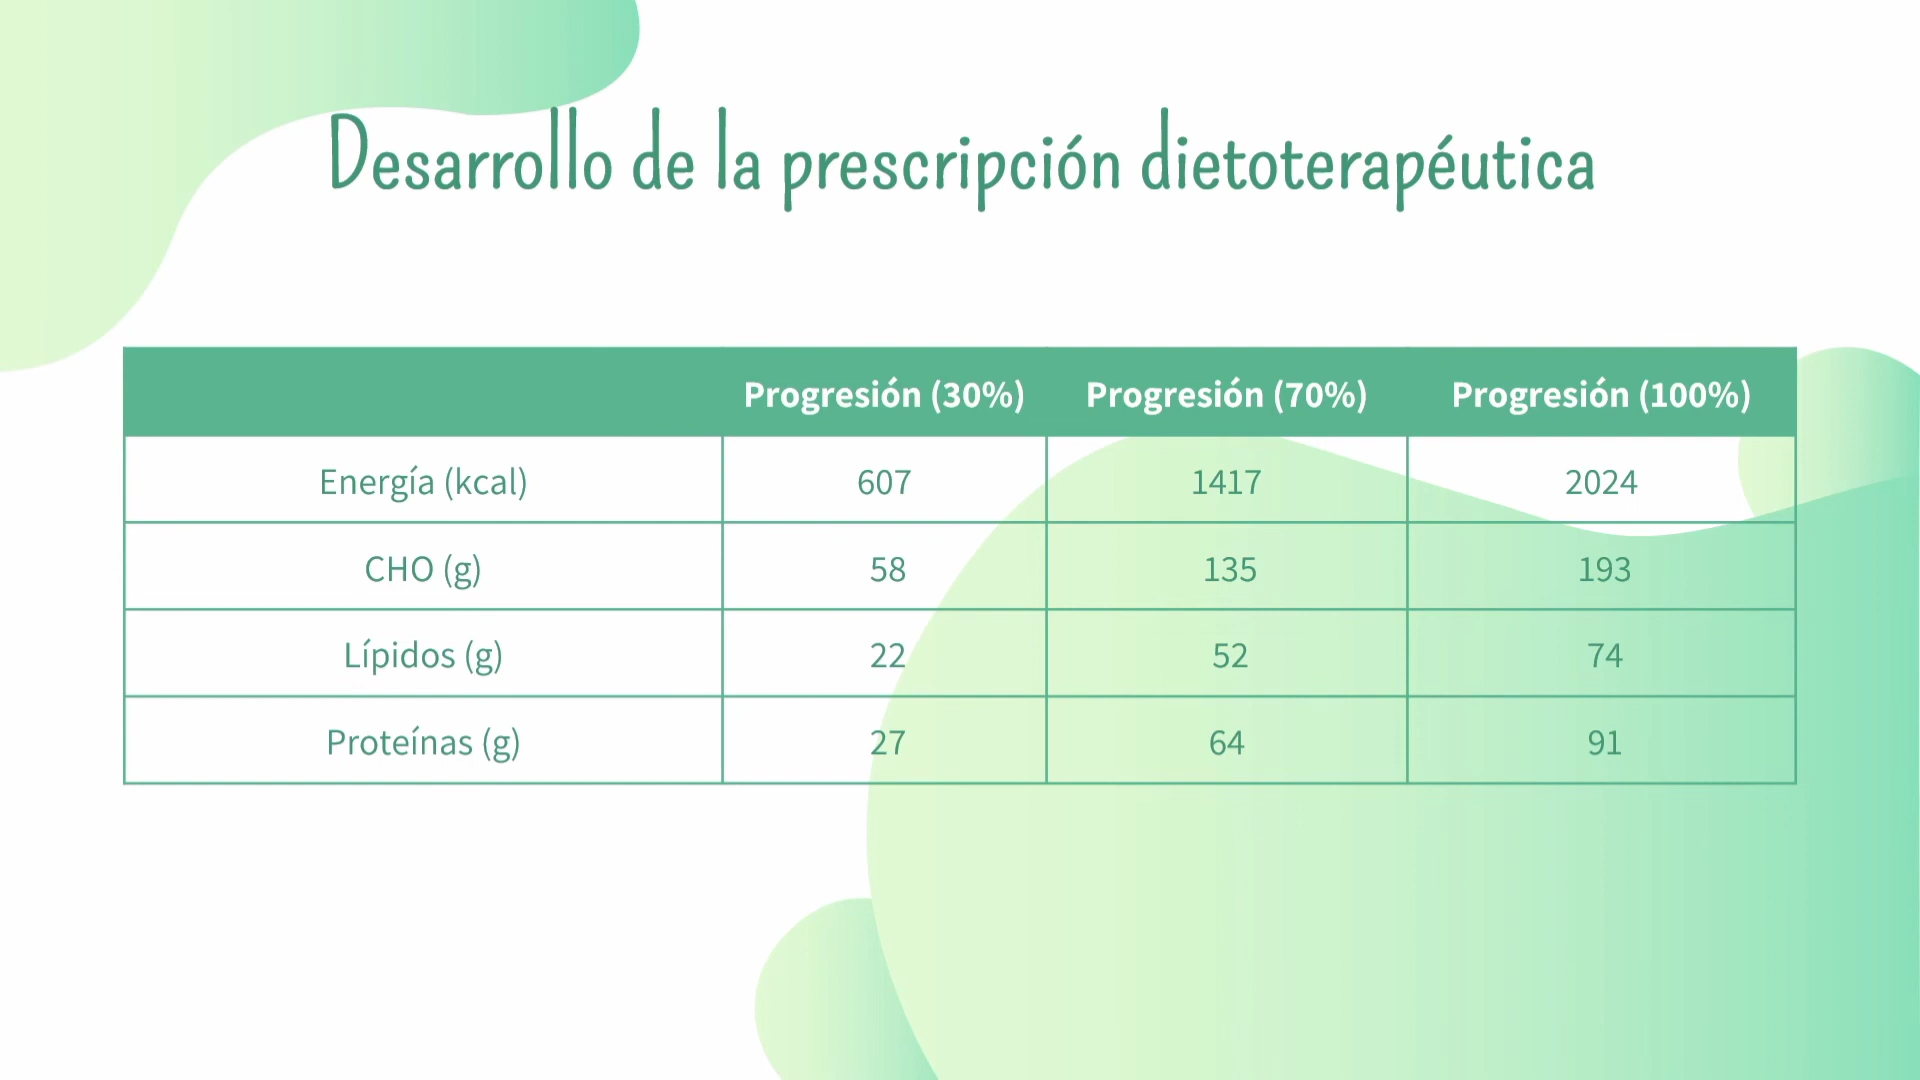 Desarrollo de la prescripción dietoterapéutica
Progresión (30%) Progresión (70%) Progresión (100%)
Energía (kcal) 607 1417 2024
CHO (g) 58 135 193
Lípidos (g) 22 52 74
Proteínas (g) 27 64 91